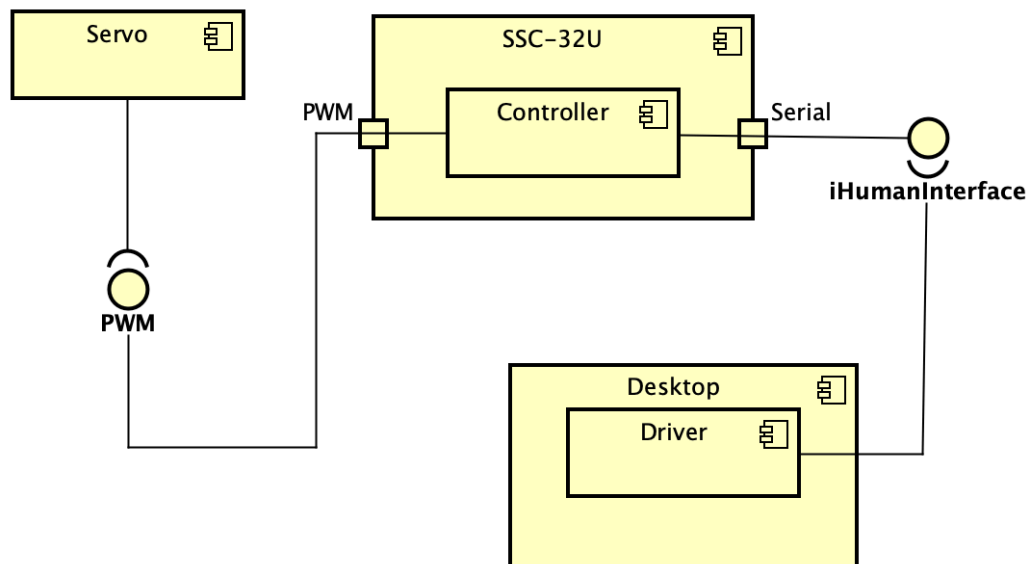 Servo
SSC-32U
PWM
Controller
Serial
iHumanInterface
PWM
Desktop
Driver